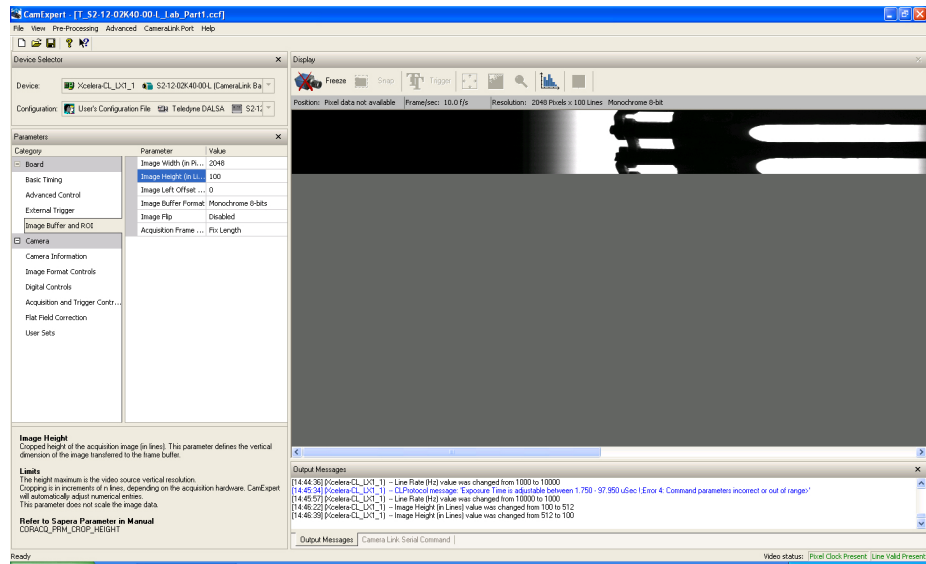 CamExpert - [T_S2-12-02K40-00-L_Lab_Part1.ccf]
File View Pre-Processing Advanced CameraLink Port Help
Device Selector
Device: Xcelera-CL_LX1_1 S2-12-02K40-00-L [CameraLink Ba
Configuration: User's Configuration File Teledyne DALSA S2-12
Parameters
Category Parameter Value
Board
Basic Timing
Advanced Control
External Trigger
Image Buffer and ROI
Camera
Camera Information
Image Format Controls
Digital Controls
Acquisition and Trigger Contr...
Flat Field Correction
User Sets
Image Width (in Pi... 2048
Image Height (in Li... 100
Image Left Offset ... 0
Image Buffer Format Monochrome 8-bits
Image Flip Disabled
Acquisition Frame ... Fix Length
Image Height
Cropped height of the acquisition image (in lines). This parameter defines the vertical
dimension of the image transferred to the frame buffer.
Limits
The height maximum is the video source vertical resolution.
Cropping is in increments of n lines, depending on the acquisition hardware. CamExpert
will automatically adjust numerical entries.
This parameter does not scale the image data.
Refer to Sapera Parameter in
Manual
CORACQ_PRM_CROP_HEIGHT
Display
Freeze Snap Trigger
Position: Pixel data not available Frame/sec: 10.0 f/s Resolution: 2048 Pixels x 100 Lines Monochrome 8-bit
Output Messages
[14:44:36] (Xcelera-CL_LX1_1) -- Line Rate (Hz) value was changed from 1000 to 10000
[14:45:34] (Xcelera-CL_LX1_1) -- CLProtocol message: 'Exposure Time is adjustable between 1.750 - 97.950 uSec !;Error 4: Command parameters incorrect or out of range>'
[14:45:57] (Xcelera-CL_LX1_1) -- Line Rate (Hz) value was changed from 10000 to 1000
[14:46:22] (Xcelera-CL_LX1_1) -- Image Height (in Lines) value was changed from 100 to 512
[14:46:39] (Xcelera-CL_LX1_1) -- Image Height (in Lines) value was changed from 512 to 100
Output Messages Camera Link Serial Command
Ready Video status: Pixel Clock Present Line Valid Present